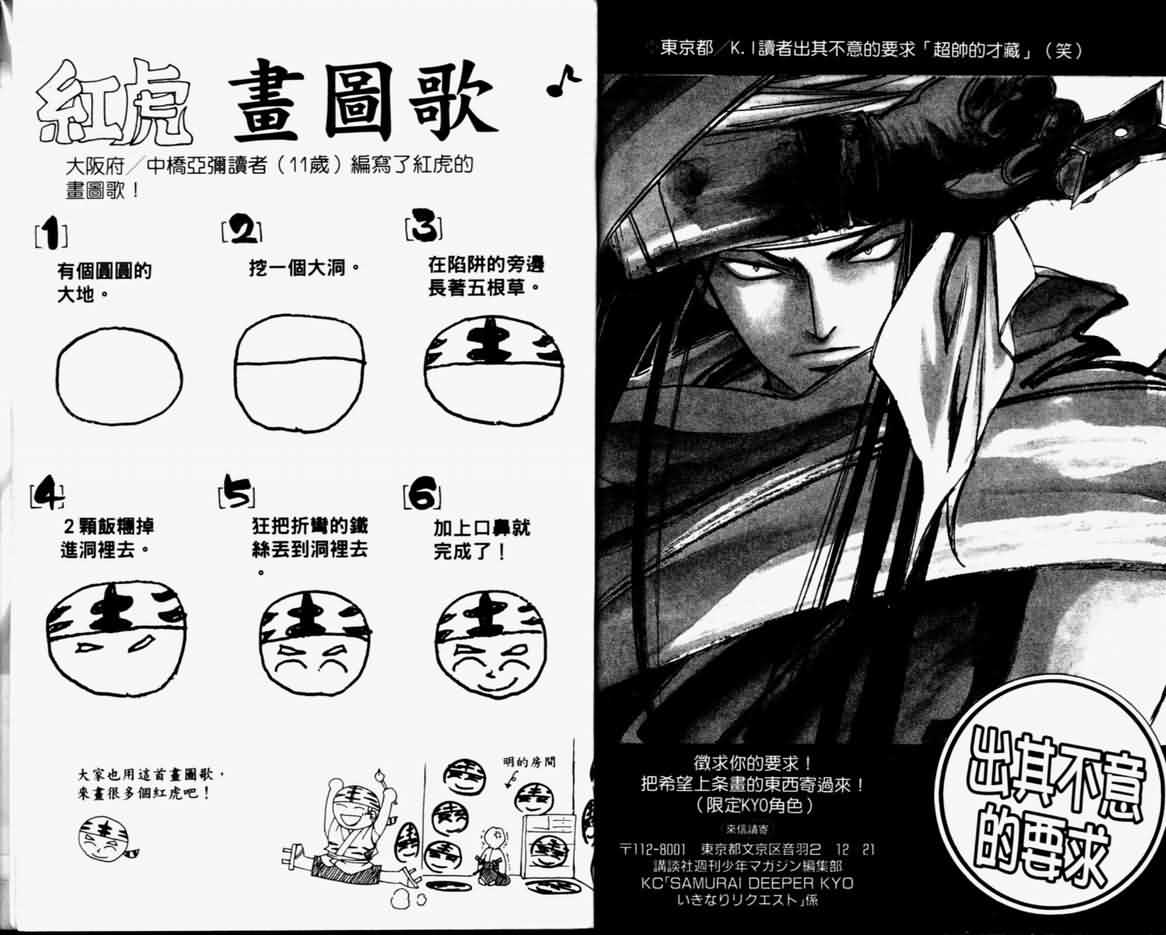 紅虎 畫圖歌
大阪府／中橋亞彌讀者（11歲）編寫了紅虎的
畫圖歌！
[1]
有個圓圓的
大地。
[2]
挖一個大洞。
[3]
在陷阱的旁邊
長著五根草。
[4]
２顆飯糰掉
進洞裡去。
[5]
狂把折彎的鐵
絲丟到洞裡去
。
[6]
加上口鼻就
完成了！
大家也用這首畫圖歌，
來畫很多個紅虎吧！
明的房間
東京都／K.I讀者出其不意的要求「超帥的才藏」（笑）
徵求你的要求！
把希望上条畫的東西寄過來！
（限定KYO角色）
來信請寄
〒112-8001 東京都文京区音羽2 12 21
講談社週刊少年マガジン編集部
KC「SAMURAI DEEPER KYO
いきなりリクエスト」係
出其不意
的要求